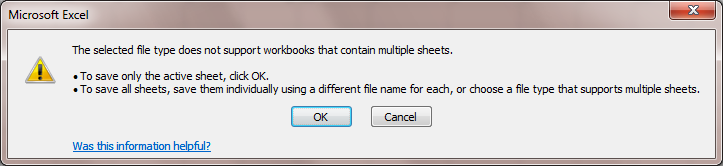 Microsoft Excel
The selected file type does not support workbooks that contain multiple sheets.
• To save only the active sheet, click OK.
• To save all sheets, save them individually using a different file name for each, or choose a file type that supports multiple sheets.
OK
Cancel
Was this information helpful?